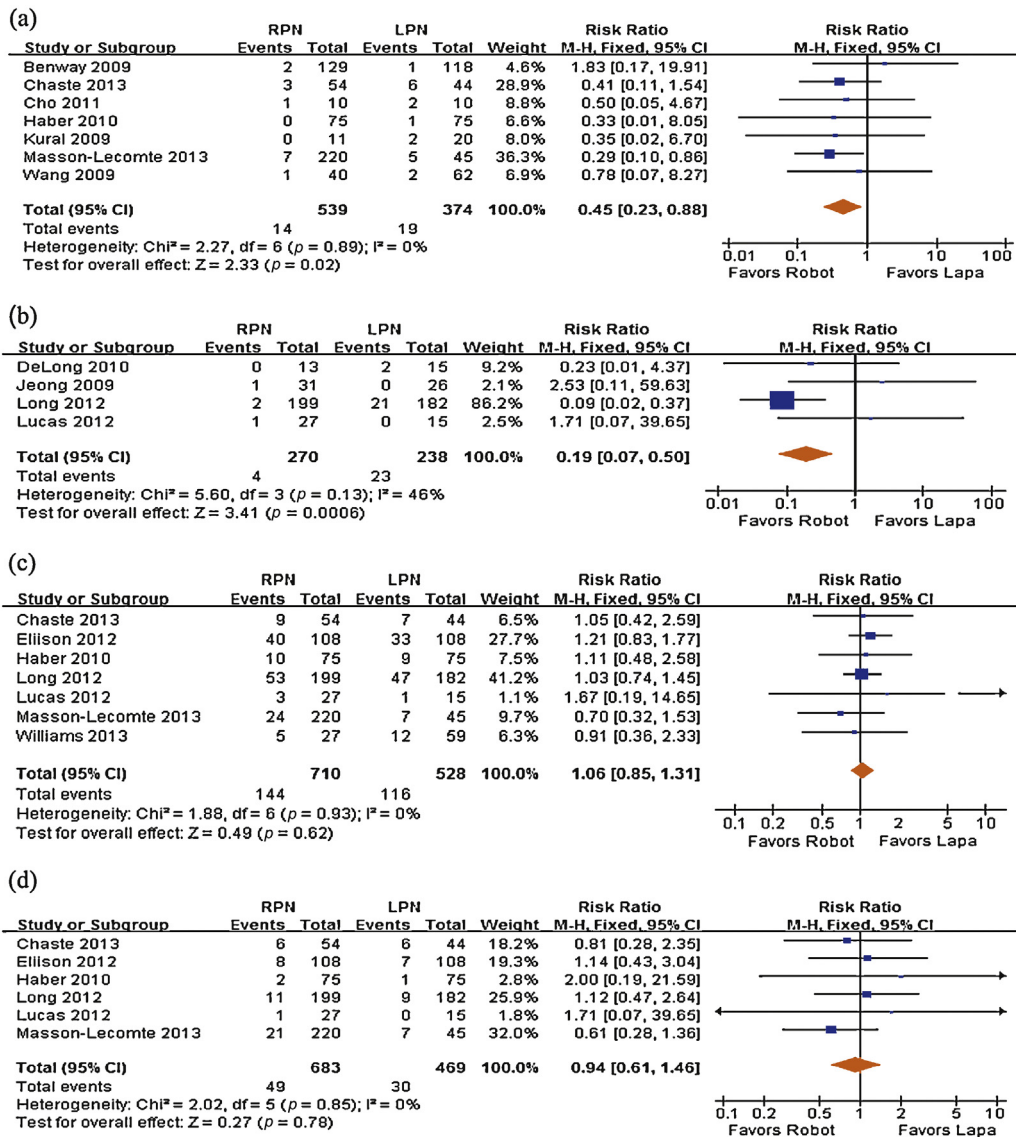 (a)
RPN LPN Risk Ratio Risk Ratio
Study or Subgroup Events Total Events Total Weight M-H, Fixed, 95% CI M-H, Fixed, 95% CI
Benway 2009 2 129 1 118 4.6% 1.83 [0.17, 19.91]
Chaste 2013 3 54 6 44 28.9% 0.41 [0.11, 1.54]
Cho 2011 1 10 2 10 8.8% 0.50 [0.05, 4.67]
Haber 2010 0 75 1 75 6.6% 0.33 [0.01, 8.05]
Kural 2009 0 11 2 20 8.0% 0.35 [0.02, 6.70]
Masson-Lecomte 2013 7 220 5 45 36.3% 0.29 [0.10, 0.86]
Wang 2009 1 40 2 62 6.9% 0.78 [0.07, 8.27]
Total (95% CI) 539 374 100.0% 0.45 [0.23, 0.88]
Total events 14 19
Heterogeneity: Chi² = 2.27, df = 6 (p = 0.89); I² = 0%
Test for overall effect: Z = 2.33 (p = 0.02)
0.01 0.1 1 10 100
Favors Robot Favors Lapa
(b)
RPN LPN Risk Ratio Risk Ratio
Study or Subgroup Events Total Events Total Weight M-H, Fixed, 95% CI M-H, Fixed, 95% CI
DeLong 2010 0 13 2 15 9.2% 0.23 [0.01, 4.37]
Jeong 2009 1 31 0 26 2.1% 2.53 [0.11, 59.63]
Long 2012 2 199 21 182 86.2% 0.09 [0.02, 0.37]
Lucas 2012 1 27 0 15 2.5% 1.71 [0.07, 39.65]
Total (95% CI) 270 238 100.0% 0.19 [0.07, 0.50]
Total events 4 23
Heterogeneity: Chi² = 5.60, df = 3 (p = 0.13); I² = 46%
Test for overall effect: Z = 3.41 (p = 0.0006)
0.01 0.1 1 10 100
Favors Robot Favors Lapa
(c)
RPN LPN Risk Ratio Risk Ratio
Study or Subgroup Events Total Events Total Weight M-H, Fixed, 95% CI M-H, Fixed, 95% CI
Chaste 2013 9 54 7 44 6.5% 1.05 [0.42, 2.59]
Ellison 2012 40 108 33 108 27.7% 1.21 [0.83, 1.77]
Haber 2010 10 75 9 75 7.5% 1.11 [0.48, 2.58]
Long 2012 53 199 47 182 41.2% 1.03 [0.74, 1.45]
Lucas 2012 3 27 1 15 1.1% 1.67 [0.19, 14.65]
Masson-Lecomte 2013 24 220 7 45 9.7% 0.70 [0.32, 1.53]
Williams 2013 5 27 12 59 6.3% 0.91 [0.36, 2.33]
Total (95% CI) 710 528 100.0% 1.06 [0.85, 1.31]
Total events 144 116
Heterogeneity: Chi² = 1.88, df = 6 (p = 0.93); I² = 0%
Test for overall effect: Z = 0.49 (p = 0.62)
0.1 0.2 0.5 1 2 5 10
Favors Robot Favors Lapa
(d)
RPN LPN Risk Ratio Risk Ratio
Study or Subgroup Events Total Events Total Weight M-H, Fixed, 95% CI M-H, Fixed, 95% CI
Chaste 2013 6 54 6 44 18.2% 0.81 [0.28, 2.35]
Ellison 2012 8 108 7 108 19.3% 1.14 [0.43, 3.04]
Haber 2010 2 75 1 75 2.8% 2.00 [0.19, 21.59]
Long 2012 11 199 9 182 25.9% 1.12 [0.47, 2.64]
Lucas 2012 1 27 0 15 1.8% 1.71 [0.07, 39.65]
Masson-Lecomte 2013 21 220 7 45 32.0% 0.61 [0.28, 1.36]
Total (95% CI) 683 469 100.0% 0.94 [0.61, 1.46]
Total events 49 30
Heterogeneity: Chi² = 2.02, df = 5 (p = 0.85); I² = 0%
Test for overall effect: Z = 0.27 (p = 0.78)
0.1 0.2 0.5 1 2 5 10
Favors Robot Favors Lapa